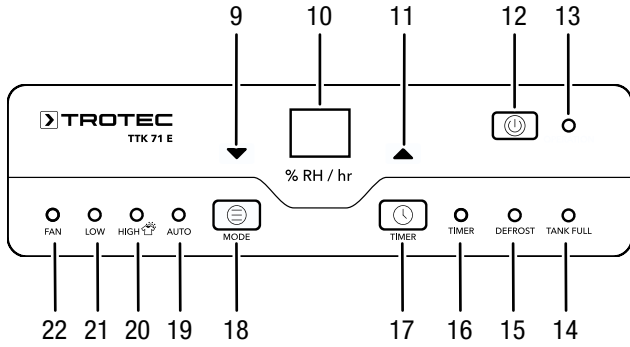 9 10 11 12 13
TROTEC
TTK 71 E
% RH / hr
FAN LOW HIGH AUTO MODE TIMER TIMER DEFROST TANK FULL
22 21 20 19 18 17 16 15 14